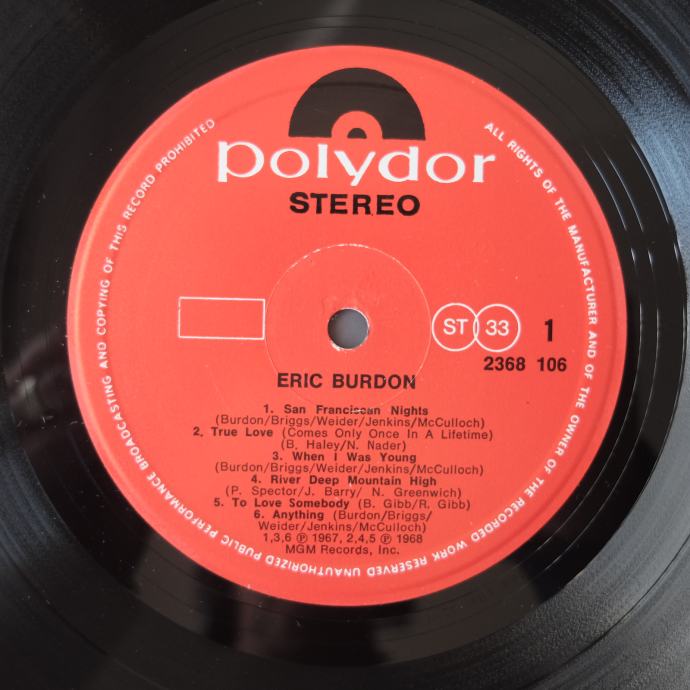 polydor
STEREO
ST 33 1
2368 106
ERIC BURDON
1. San Franciscan Nights
(Burdon/Briggs/Weider/Jenkins/McCulloch)
2. True Love (Comes Only Once In A Lifetime)
(B. Haley/N. Nader)
3. When I Was Young
(Burdon/Briggs/Weider/Jenkins/McCulloch)
4. River Deep Mountain High
(P. Spector/J. Barry/ N. Greenwich)
5. To Love Somebody (B. Gibb/R. Gibb)
6. Anything (Burdon/Briggs/
Weider/Jenkins/McCulloch)
1,3,6 ℗ 1967, 2,4,5 ℗ 1968
MGM Records, Inc.
ALL RIGHTS OF THE MANUFACTURER AND OF THE OWNER OF THE RECORDED WORK RESERVED UNAUTHORIZED PUBLIC PERFORMANCE BROADCASTING AND COPYING OF THIS RECORD PROHIBITED